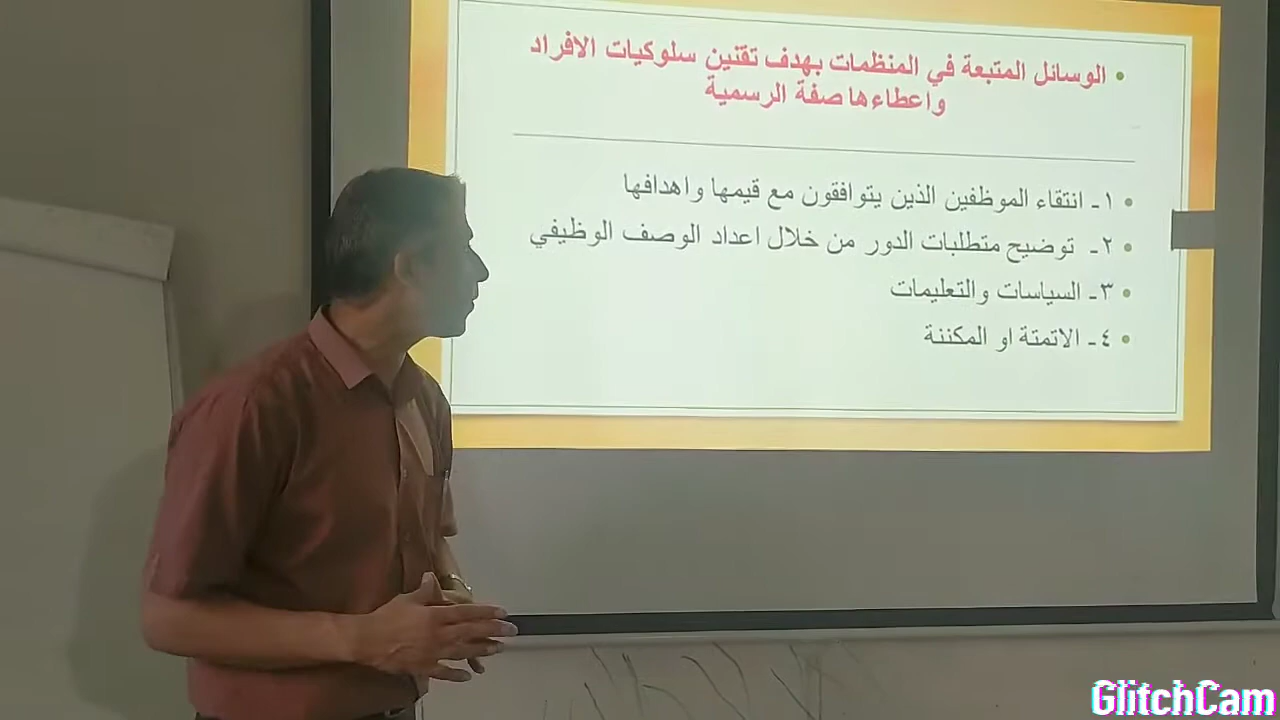 • الوسائل المتبعة في المنظمات بهدف تقنين سلوكيات الافراد
واعطاءها صفة الرسمية
• ١- انتقاء الموظفين الذين يتوافقون مع قيمها واهدافها
• ٢- توضيح متطلبات الدور من خلال اعداد الوصف الوظيفي
• ٣- السياسات والتعليمات
• ٤- الاتمتة او المكننة
GlitchCam